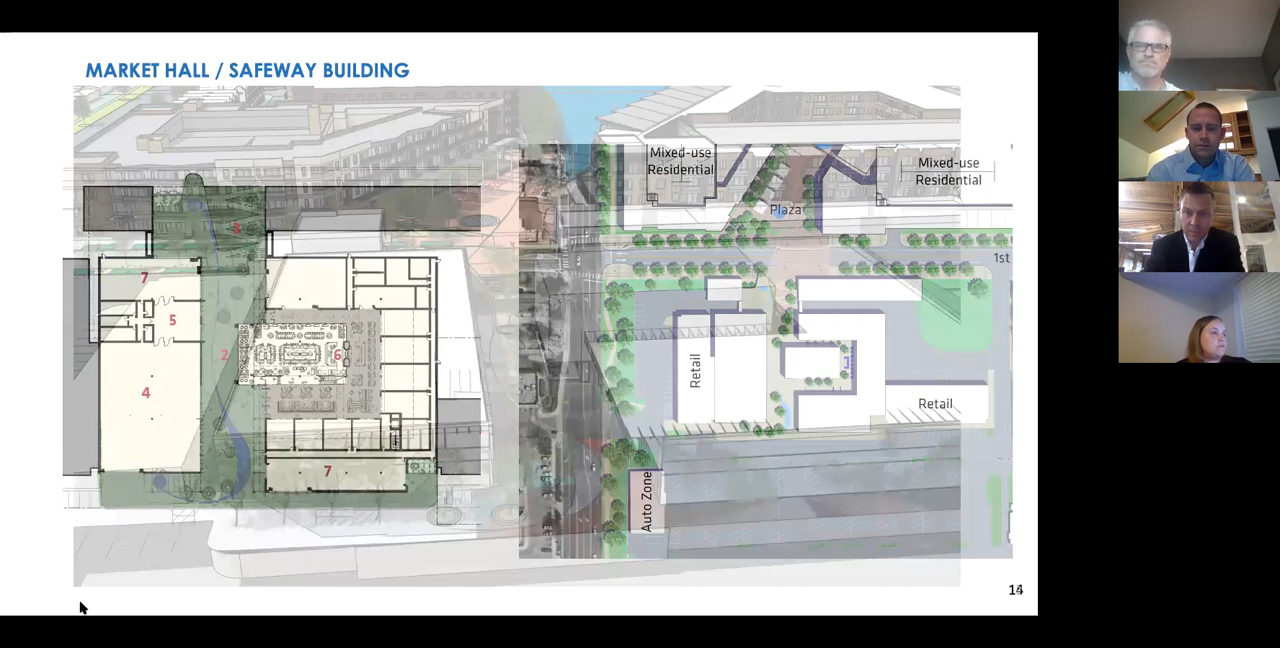 MARKET HALL / SAFEWAY BUILDING
Mixed-use
Residential
Mixed-use
Residential
Plaza
1st
3
7
5
2
6
4
7
Retail
Retail
Auto Zone